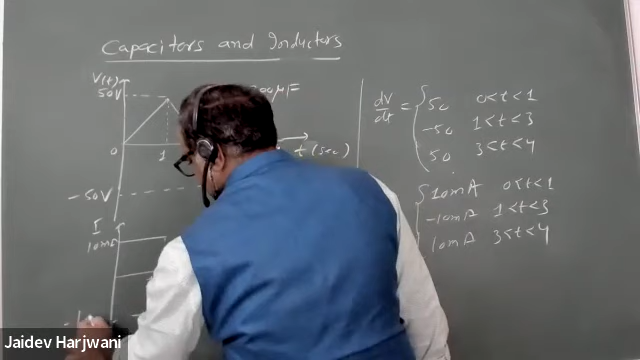 Capacitors and Inductors
V(t)
50V
00μF
0
1
t (sec)
-50V
I
dV/dt = { 50 0<t<1
-50 1<t<3
50 3<t<4
{ 10mA 0<t<1
-10mA 1<t<3
10mA 3<t<4
Jaidev Harjwani